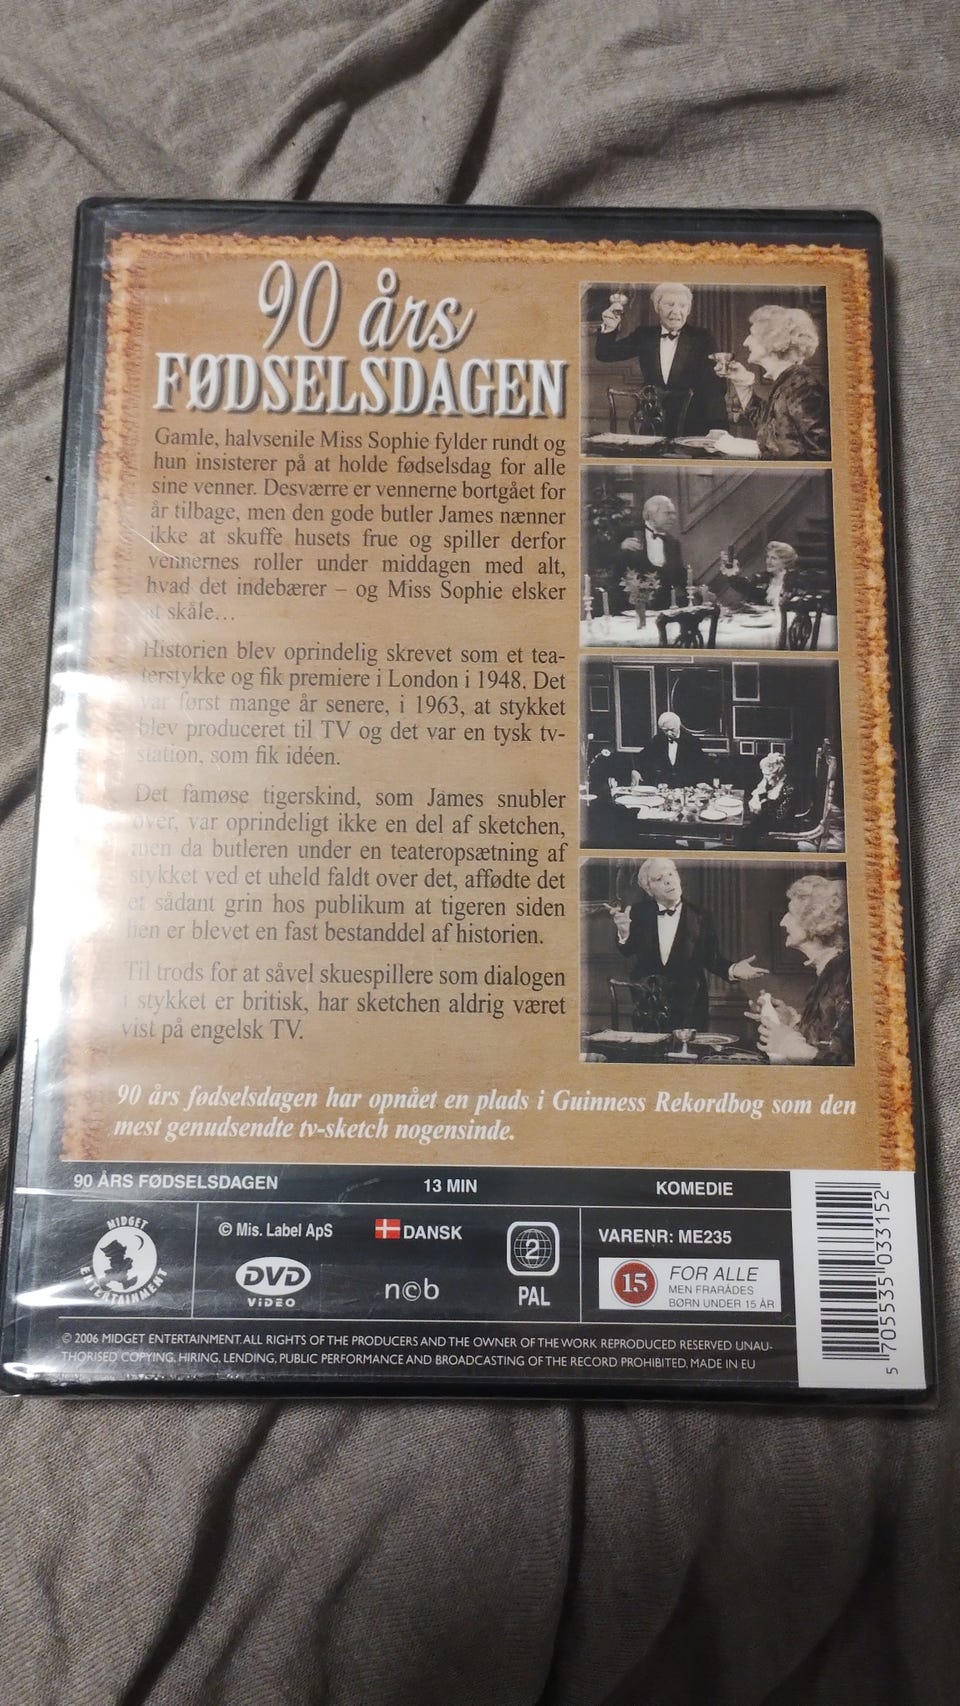 90 års
FØDSELSDAGEN
Gamle, halvsenile Miss Sophie fylder rundt og
hun insisterer på at holde fødselsdag for alle
sine venner. Desværre er vennerne bortgået for
år tilbage, men den gode butler James nænner
ikke at skuffe husets frue og spiller derfor
vennernes roller under middagen med alt,
hvad det indebærer – og Miss Sophie elsker
at skåle…
Historien blev oprindelig skrevet som et tea-
terstykke og fik premiere i London i 1948. Det
var først mange år senere, i 1963, at stykket
blev produceret til TV og det var en tysk tv-
station, som fik idéen.
Det famøse tigerskind, som James snubler
over, var oprindeligt ikke en del af sketchen,
men da butleren under en teateropsætning af
stykket ved et uheld faldt over det, affødte det
et sådant grin hos publikum at tigeren siden
hen er blevet en fast bestanddel af historien.
Til trods for at såvel skuespillere som dialogen
i stykket er britisk, har sketchen aldrig været
vist på engelsk TV.
90 års fødselsdagen har opnået en plads i Guinness Rekordbog som den
mest genudsendte tv-sketch nogensinde.
90 ÅRS FØDSELSDAGEN 13 MIN KOMEDIE
MIDGET ENTERTAINMENT
© Mis. Label ApS DANSK
DVD VIDEO
n©b
2
PAL
VARENR: ME235
15 FOR ALLE
MEN FRARÅDES
BØRN UNDER 15 ÅR
5 705535 033152
© 2006 MIDGET ENTERTAINMENT.ALL RIGHTS OF THE PRODUCERS AND THE OWNER OF THE WORK REPRODUCED RESERVED UNAU-
THORISED COPYING, HIRING, LENDING, PUBLIC PERFORMANCE AND BROADCASTING OF THE RECORD PROHIBITED, MADE IN EU